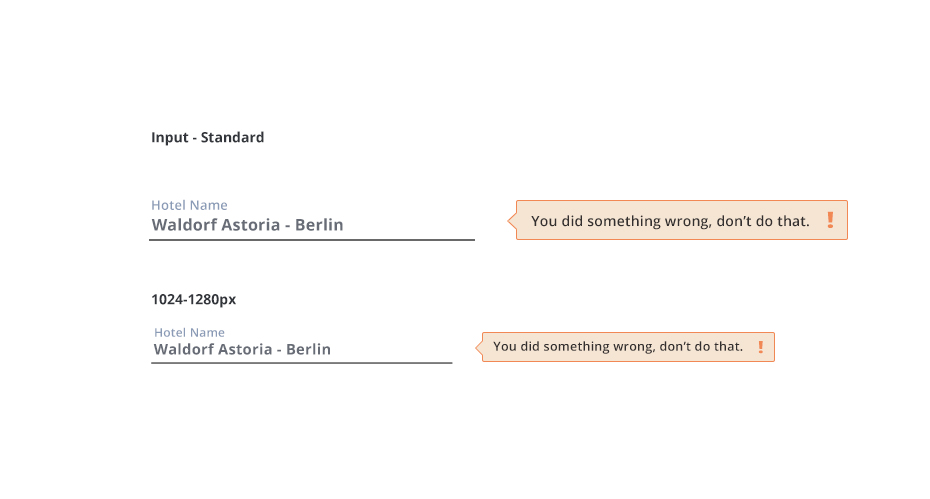 Input - Standard
Hotel Name
Waldorf Astoria - Berlin
You did something wrong, don’t do that. !
1024-1280px
Hotel Name
Waldorf Astoria - Berlin
You did something wrong, don’t do that. !